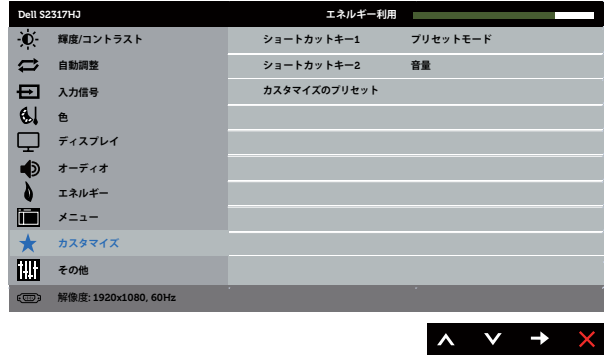 Dell S2317HJ エネルギー利用
輝度/コントラスト ショートカットキー1 プリセットモード
自動調整 ショートカットキー2 音量
入力信号 カスタマイズのプリセット
色
ディスプレイ
オーディオ
エネルギー
メニュー
カスタマイズ
その他
解像度: 1920x1080, 60Hz